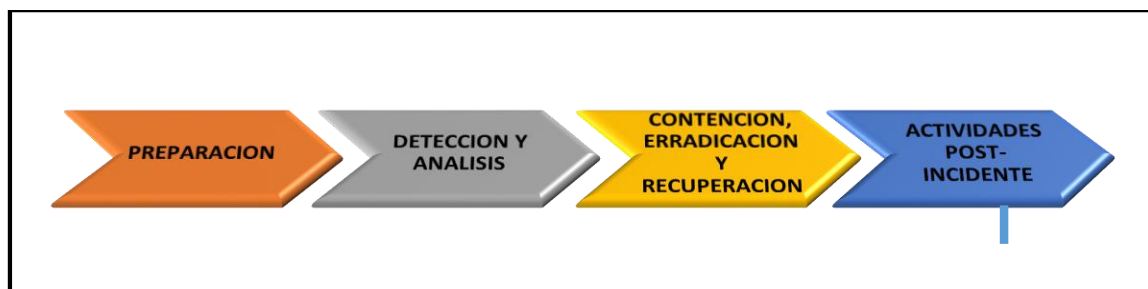 PREPARACION
DETECCION Y
ANALISIS
CONTENCION,
ERRADICACION
Y
RECUPERACION
ACTIVIDADES
POST-
INCIDENTE